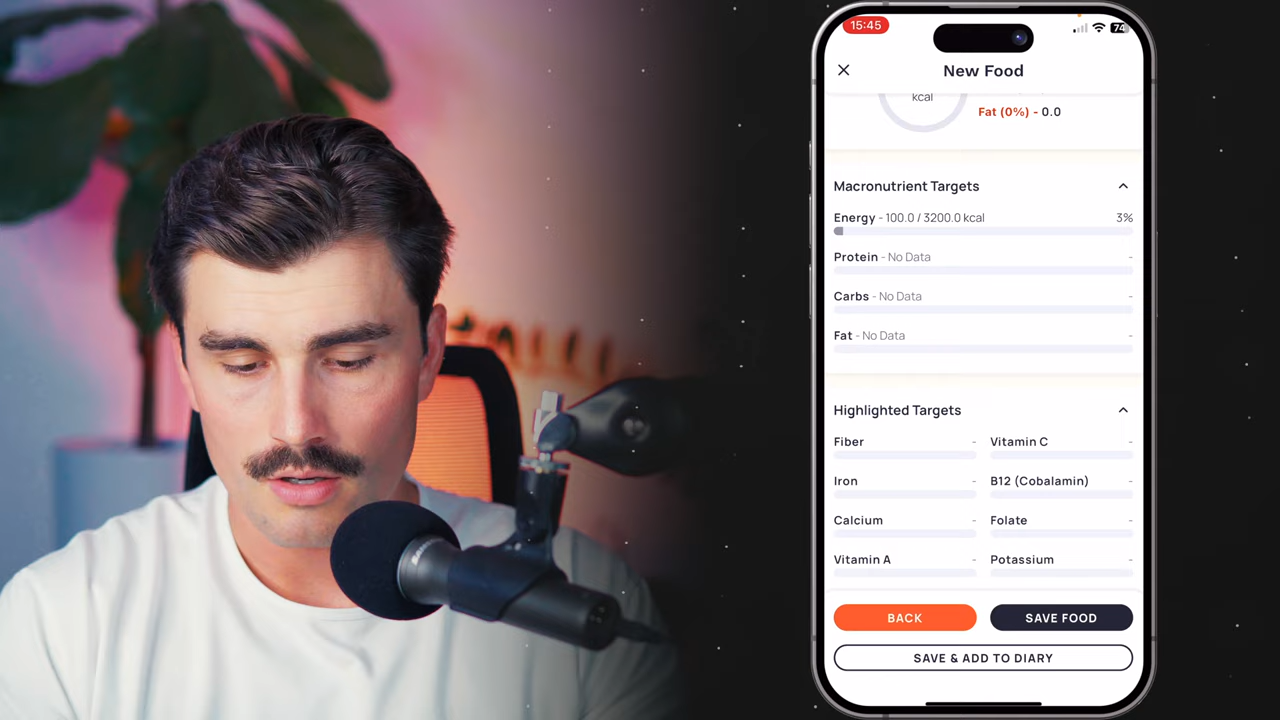 15:45
74
New Food
kcal
Fat (0%) - 0.0
Macronutrient Targets
Energy - 100.0 / 3200.0 kcal 3%
Protein - No Data -
Carbs - No Data -
Fat - No Data -
Highlighted Targets
Fiber - Vitamin C -
Iron - B12 (Cobalamin) -
Calcium - Folate -
Vitamin A - Potassium -
BACK SAVE FOOD
SAVE & ADD TO DIARY